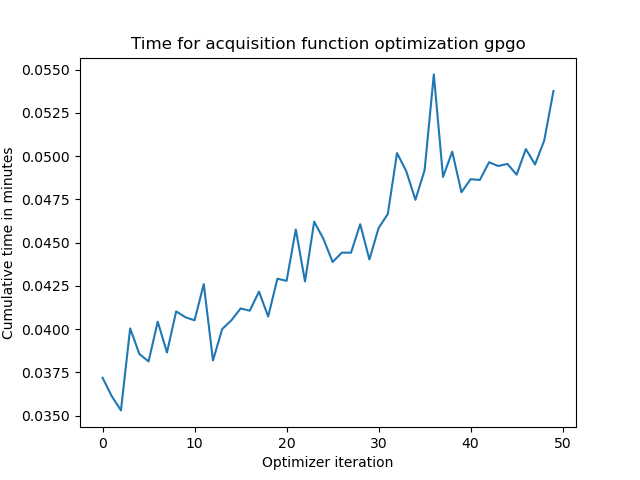 Time for acquisition function optimization gpgo
0.0550
0.0525
0.0500
0.0475
0.0450
0.0425
0.0400
0.0375
0.0350
Cumulative time in minutes
0 10 20 30 40 50
Optimizer iteration